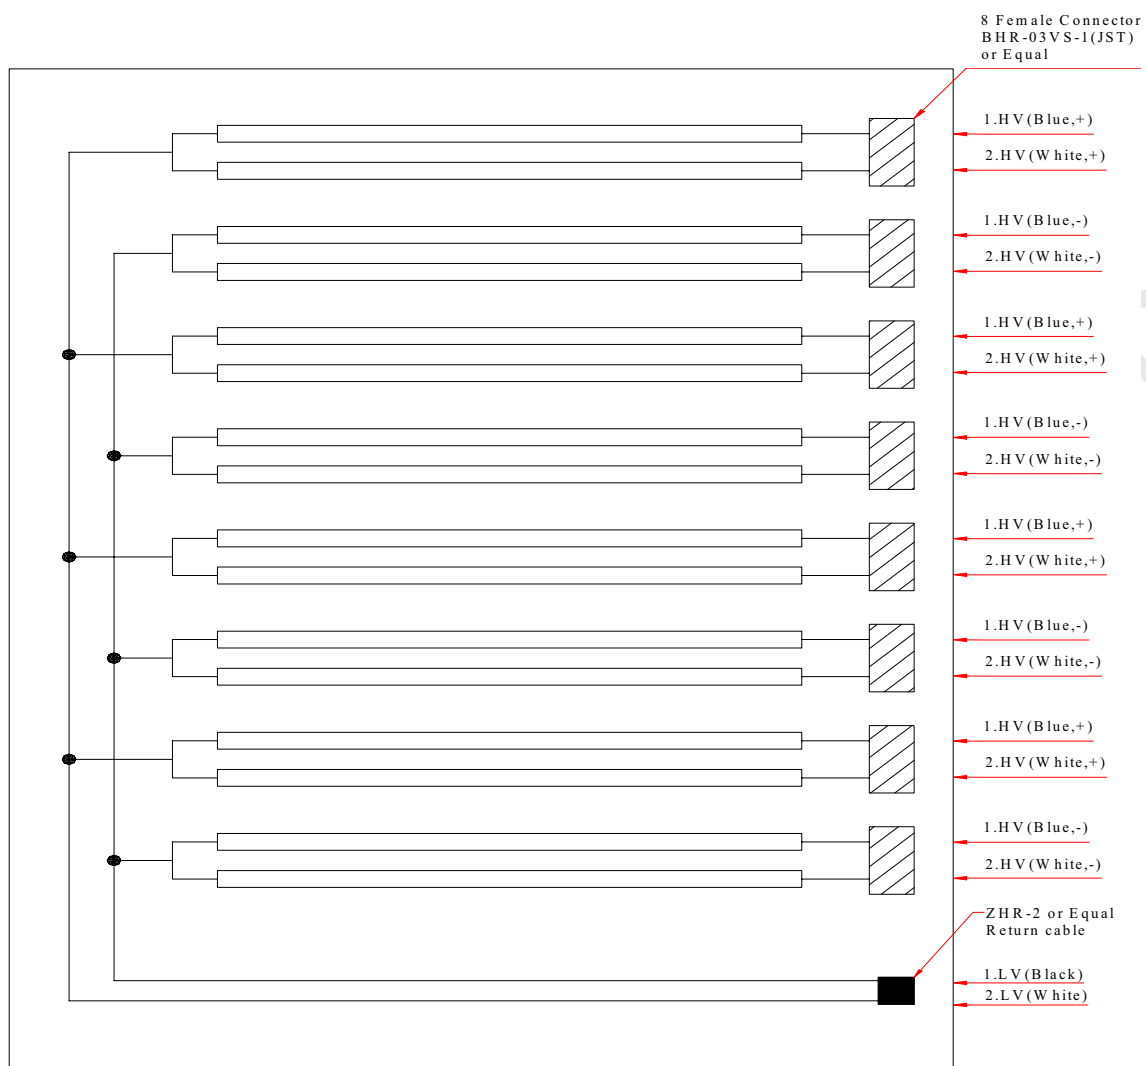 8 Female Connector
BHR-03VS-1(JST)
or Equal
1.HV(Blue,+)
2.HV(White,+)
1.HV(Blue,-)
2.HV(White,-)
1.HV(Blue,+)
2.HV(White,+)
1.HV(Blue,-)
2.HV(White,-)
1.HV(Blue,+)
2.HV(White,+)
1.HV(Blue,-)
2.HV(White,-)
1.HV(Blue,+)
2.HV(White,+)
1.HV(Blue,-)
2.HV(White,-)
ZHR-2 or Equal
Return cable
1.LV(Black)
2.LV(White)